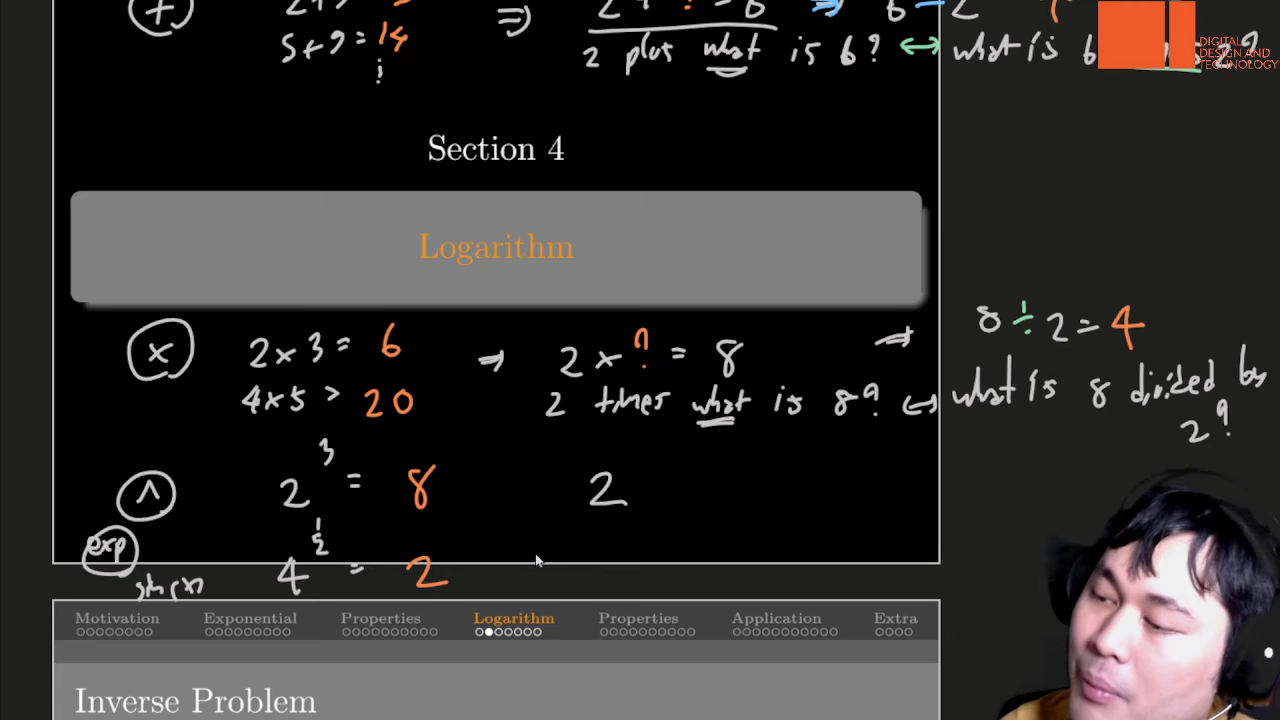 5 + 9 = 14
⇒
2 plus what is 6? ↔ what is 6
2?
DIGITAL
DESIGN AND
TECHNOLOGY
Section 4
Logarithm
× 2 × 3 = 6 ⇒ 2 × ? = 8 ⇒ 8 ÷ 2 = 4
4 × 5 = 20 2 times what is 8? ↔ what is 8 divided by
2?
^ 2^3 = 8 2
exp 4^½ = 2
Motivation Exponential Properties Logarithm Properties Application Extra
Inverse Problem